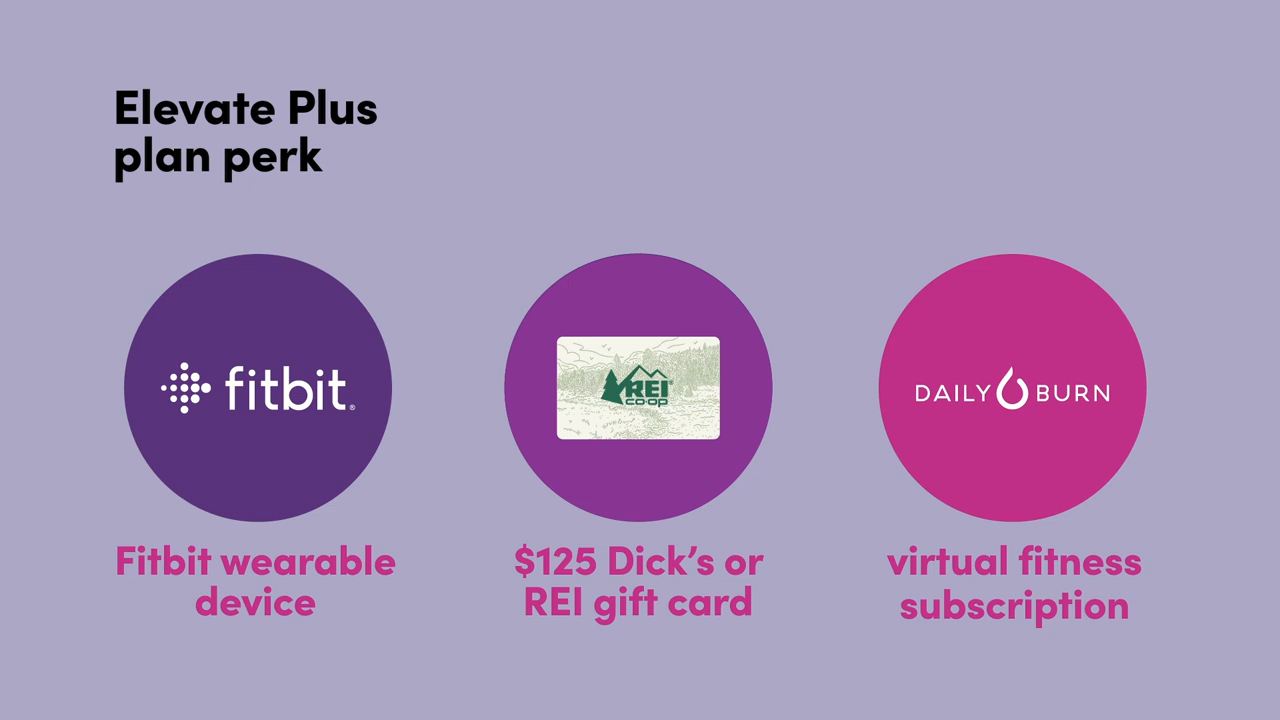 Elevate Plus
plan perk
fitbit®
REI®
co·op
DAILY BURN
Fitbit wearable
device
$125 Dick’s or
REI gift card
virtual fitness
subscription